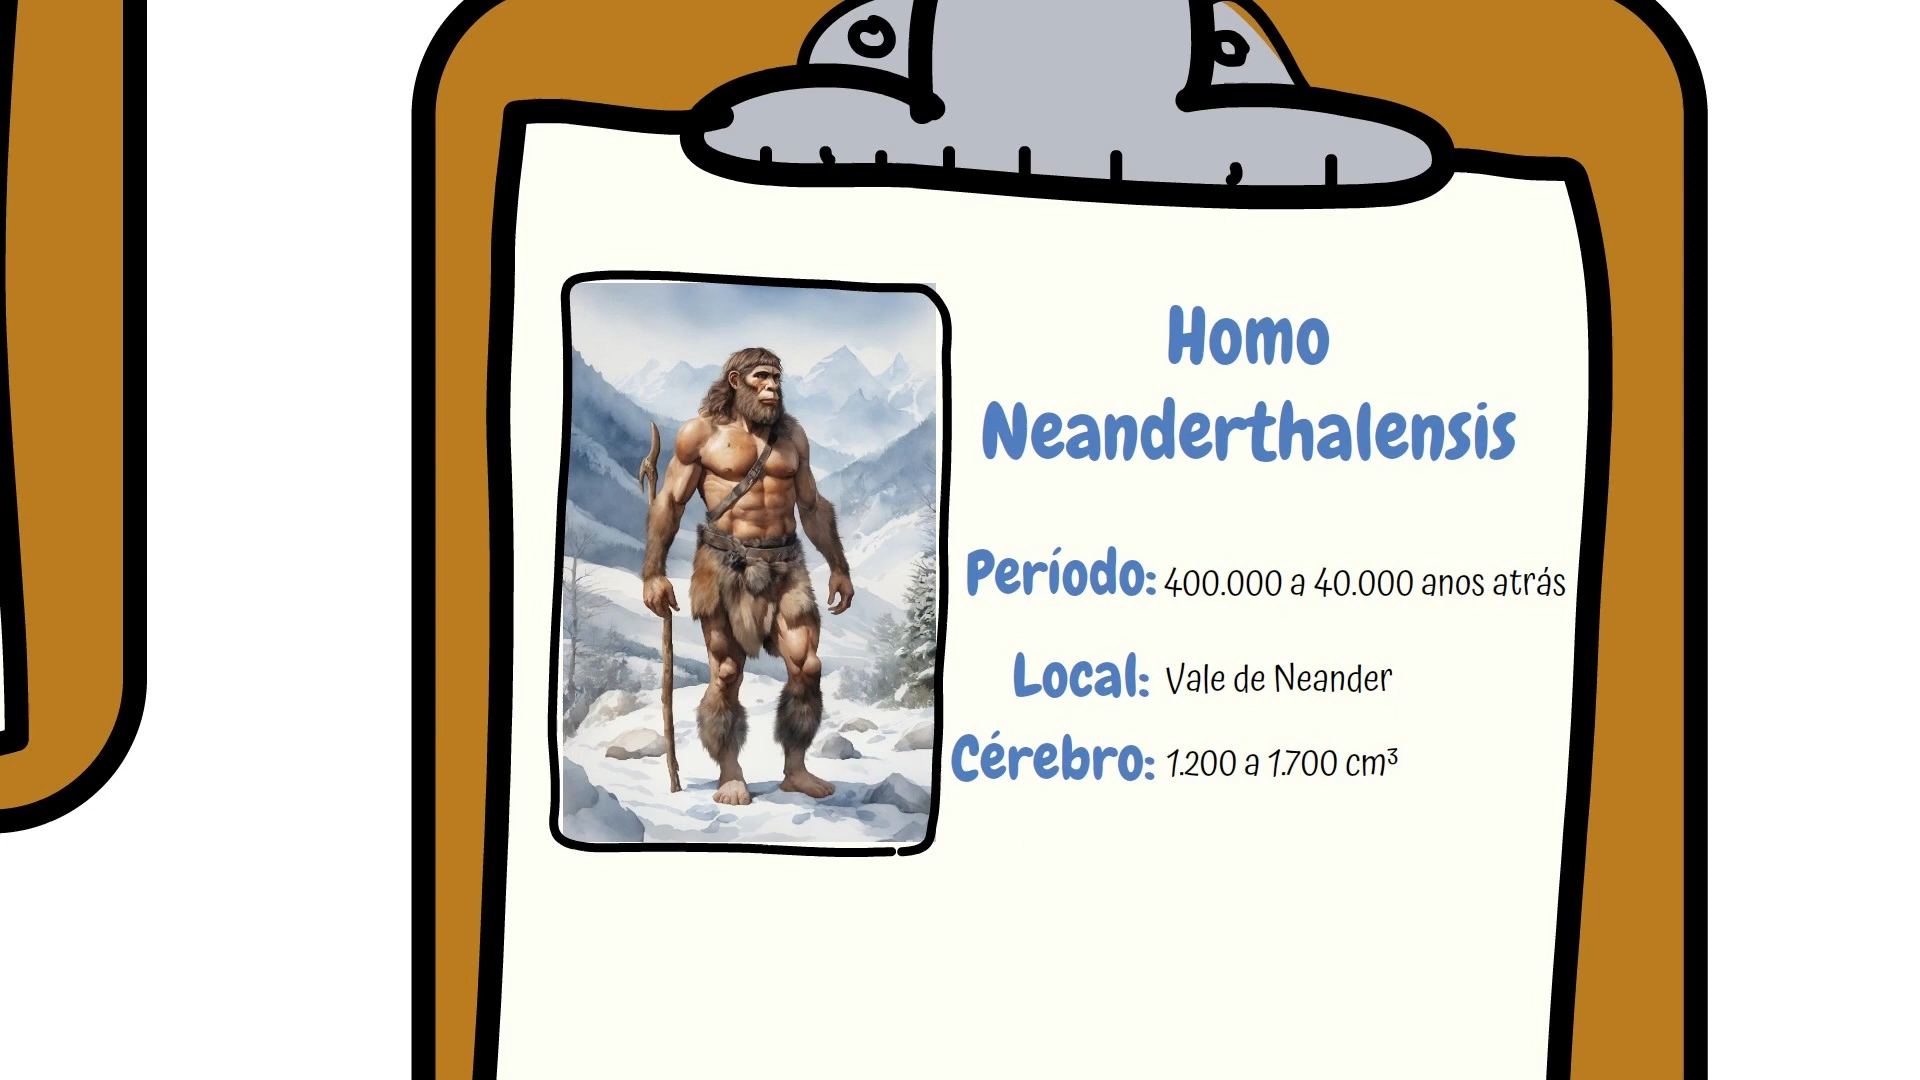 Homo
Neanderthalensis
Período: 400.000 a 40.000 anos atrás
Local: Vale de Neander
Cérebro: 1.200 a 1.700 cm³